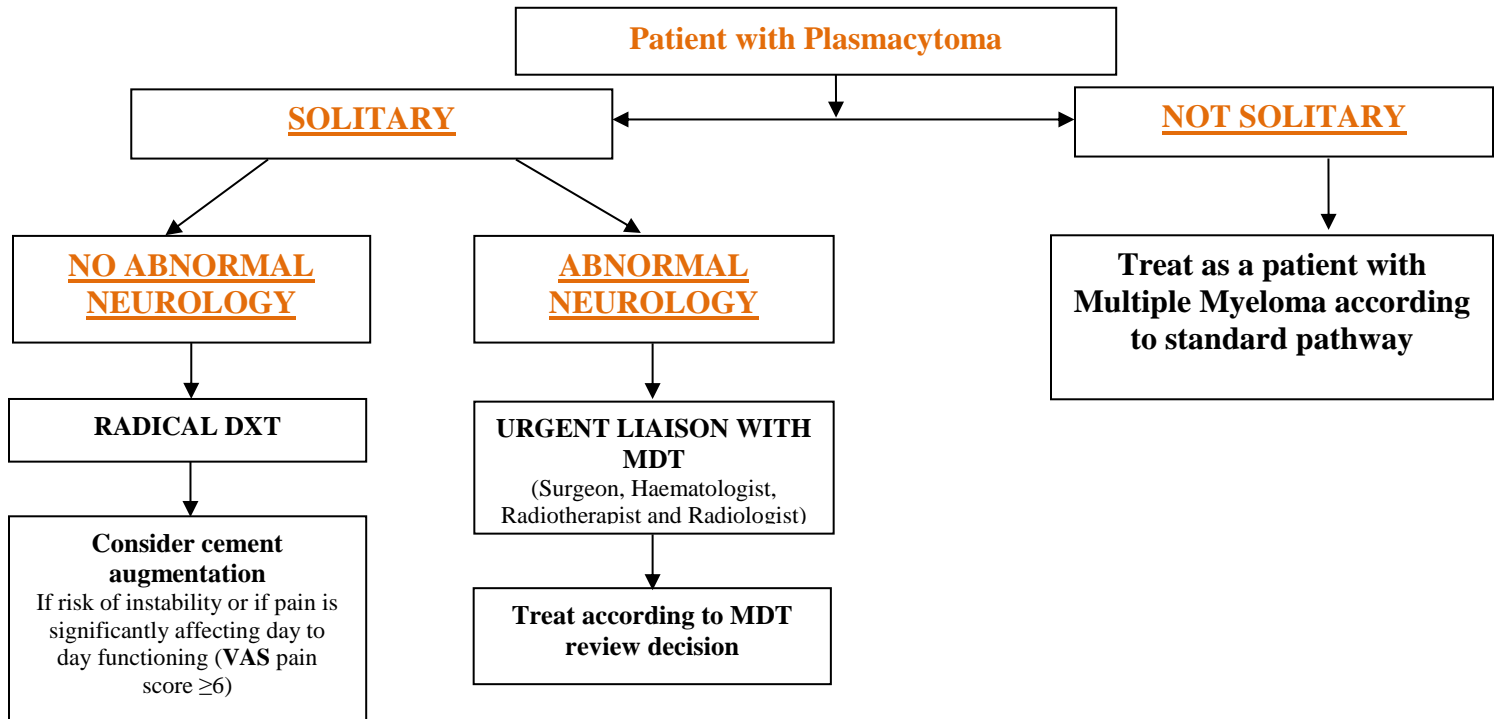 Patient with Plasmacytoma
SOLITARY
NOT SOLITARY
NO ABNORMAL
NEUROLOGY
ABNORMAL
NEUROLOGY
Treat as a patient with
Multiple Myeloma according
to standard pathway
RADICAL DXT
URGENT LIAISON WITH
MDT
(Surgeon, Haematologist,
Radiotherapist and Radiologist)
Consider cement
augmentation
If risk of instability or if pain is
significantly affecting day to
day functioning (VAS pain
score ≥6)
Treat according to MDT
review decision